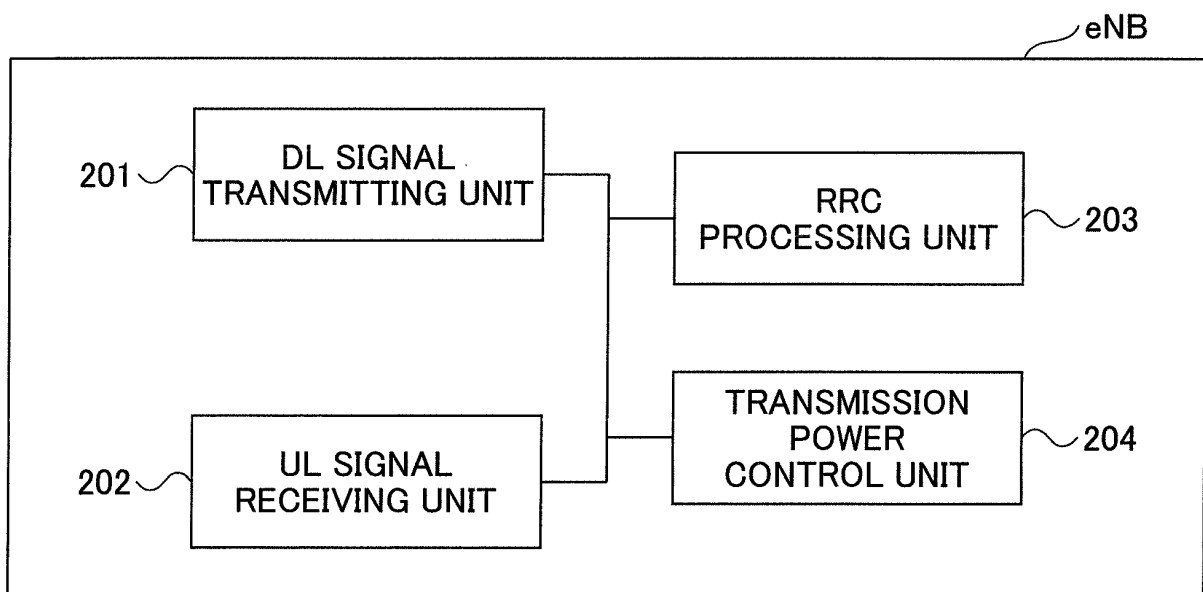 eNB
201
DL SIGNAL
TRANSMITTING UNIT
RRC
PROCESSING UNIT
203
202
UL SIGNAL
RECEIVING UNIT
TRANSMISSION
POWER
CONTROL UNIT
204